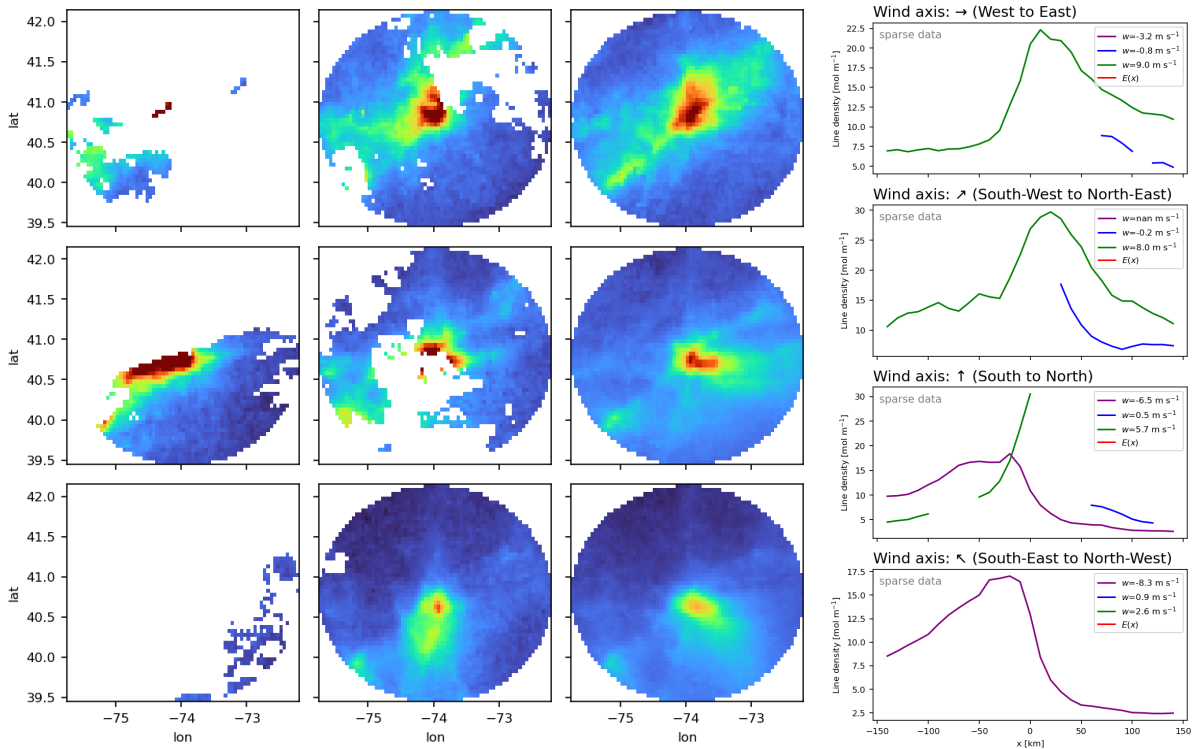 lat
42.0
41.5
41.0
40.5
40.0
39.5
lat
42.0
41.5
41.0
40.5
40.0
39.5
lat
42.0
41.5
41.0
40.5
40.0
39.5
−75
−74
−73
lon
−75
−74
−73
lon
−75
−74
−73
lon
Wind axis: → (West to East)
sparse data
w=-3.2 m s⁻¹
w=-0.8 m s⁻¹
w=9.0 m s⁻¹
E(x)
Line density [mol m⁻¹]
22.5
20.0
17.5
15.0
12.5
10.0
7.5
5.0
Wind axis: ↗ (South-West to North-East)
sparse data
w=nan m s⁻¹
w=-0.2 m s⁻¹
w=8.0 m s⁻¹
E(x)
Line density [mol m⁻¹]
30
25
20
15
10
Wind axis: ↑ (South to North)
sparse data
w=-6.5 m s⁻¹
w=0.5 m s⁻¹
w=5.7 m s⁻¹
E(x)
Line density [mol m⁻¹]
30
25
20
15
10
5
Wind axis: ↖ (South-East to North-West)
sparse data
w=-8.3 m s⁻¹
w=0.9 m s⁻¹
w=2.6 m s⁻¹
E(x)
Line density [mol m⁻¹]
17.5
15.0
12.5
10.0
7.5
5.0
2.5
−150
−100
−50
0
50
100
150
x [km]